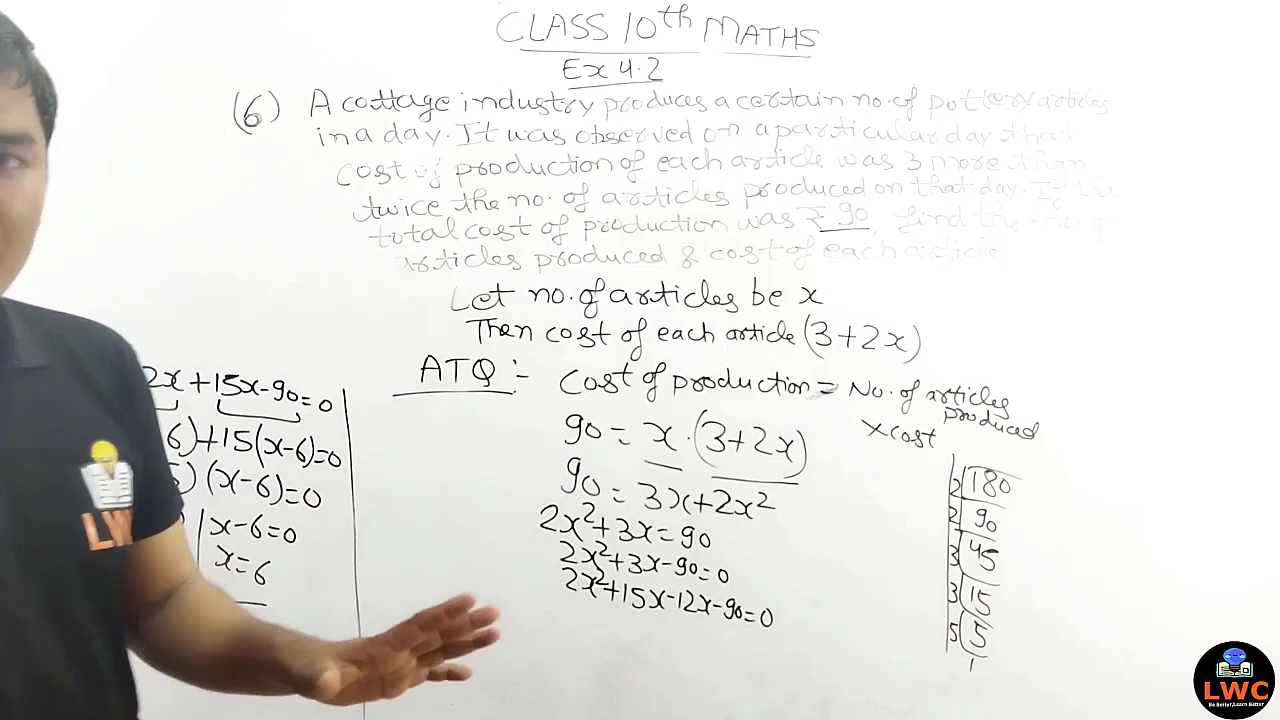 CLASS 10th MATHS
Ex 4.2
(6) A cottage industry produces a certain no. of pottery articles
in a day. It was observed on a particular day that
cost of production of each article was 3 more than
twice the no. of articles produced on that day. If the
total cost of production was ₹ 90, find the no. of
articles produced & cost of each article.
Let no. of articles be x
Then cost of each article (3+2x)
ATQ :- Cost of production = No. of articles
produced
× cost
90 = x.(3+2x)
90 = 3x+2x²
2x²+3x=90
2x²+3x-90=0
2x²+15x-12x-90=0
2x+15x-90=0
6)+15(x-6)=0
(x-6)=0
x-6=0
x=6
2 180
2 90
3 45
3 15
5 5
1
LW
LWC
Be Better, Learn Better